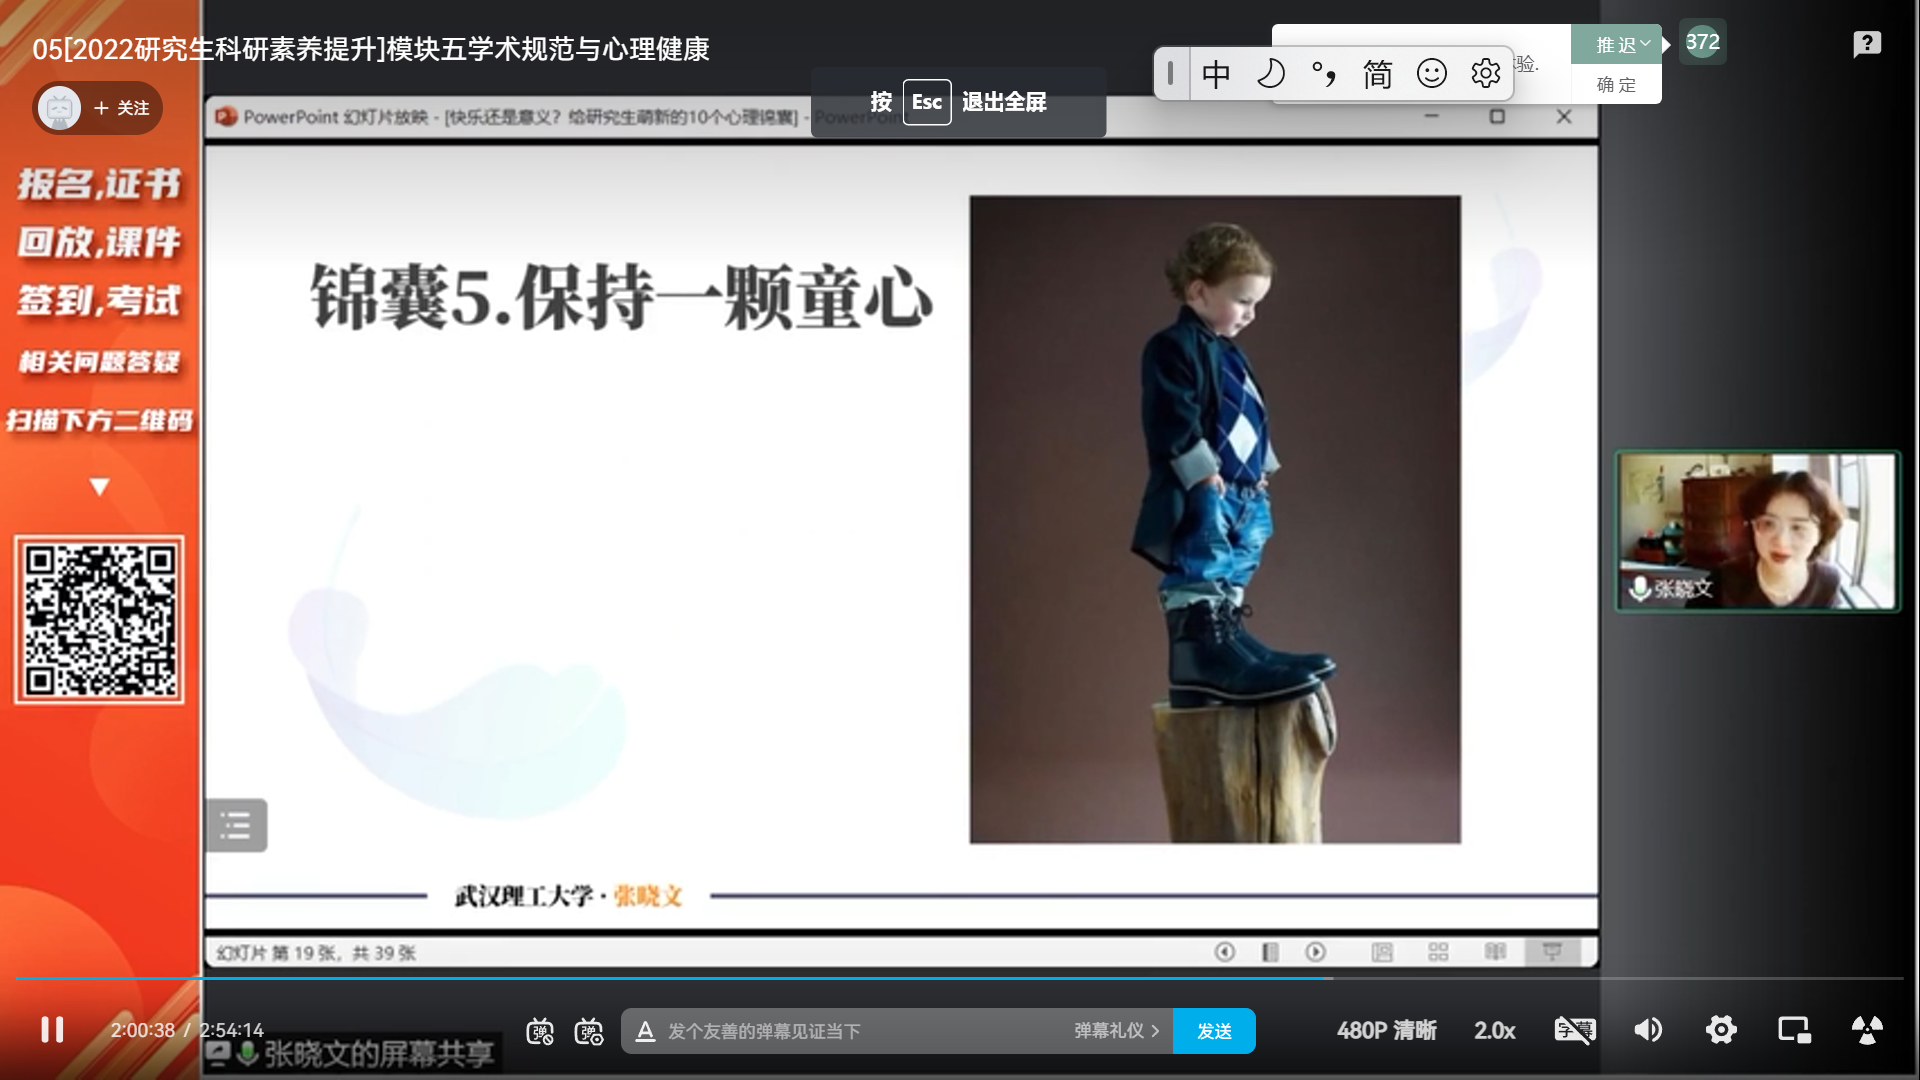 05[2022研究生科研素养提升]模块五学术规范与心理健康
+ 关注
按 Esc 退出全屏
中 简
验.
推迟
确定
372
PowerPoint 幻灯片放映 - [快乐还是意义？给研究生萌新的10个心理锦囊] - PowerPoint
报名,证书
回放,课件
签到,考试
相关问题答疑
扫描下方二维码
锦囊5.保持一颗童心
张晓文
武汉理工大学·张晓文
幻灯片 第 19 张，共 39 张
2:00:38 / 2:54:14
弹
弹
A 发个友善的弹幕见证当下
弹幕礼仪 >
发送
480P 清晰
2.0x
字幕
张晓文的屏幕共享